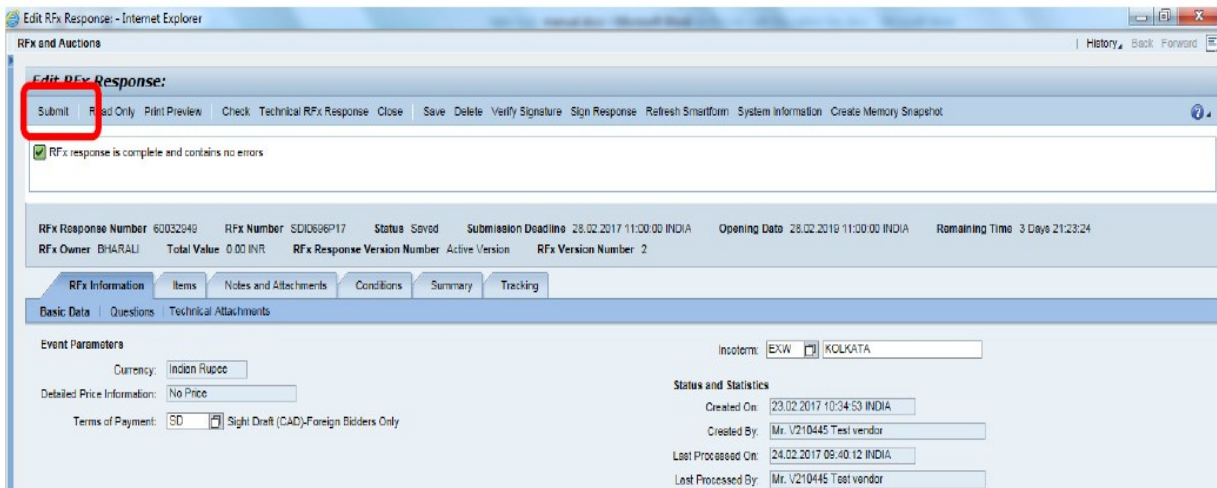 Edit RFx Response: - Internet Explorer
RFx and Auctions
History Back Forward
Edit RFx Response:
Submit Read Only Print Preview Check Technical RFx Response Close Save Delete Verify Signature Sign Response Refresh Smartform System Information Create Memory Snapshot
RFx response is complete and contains no errors
RFx Response Number 60032949 RFx Number SDI0696P17 Status Saved Submission Deadline 28.02.2017 11:00:00 INDIA Opening Date 28.02.2019 11:00:00 INDIA Remaining Time 3 Days 21:23:24
RFx Owner BHARALI Total Value 0.00 INR RFx Response Version Number Active Version RFx Version Number 2
RFx Information Items Notes and Attachments Conditions Summary Tracking
Basic Data Questions Technical Attachments
Event Parameters
Incoterm: EXW KOLKATA
Currency: Indian Rupee
Status and Statistics
Detailed Price Information: No Price
Created On: 23.02.2017 10:34:53 INDIA
Terms of Payment: SD Sight Draft (CAD)-Foreign Bidders Only
Created By: Mr. V210445 Test vendor
Last Processed On: 24.02.2017 09:40:12 INDIA
Last Processed By: Mr. V210445 Test vendor